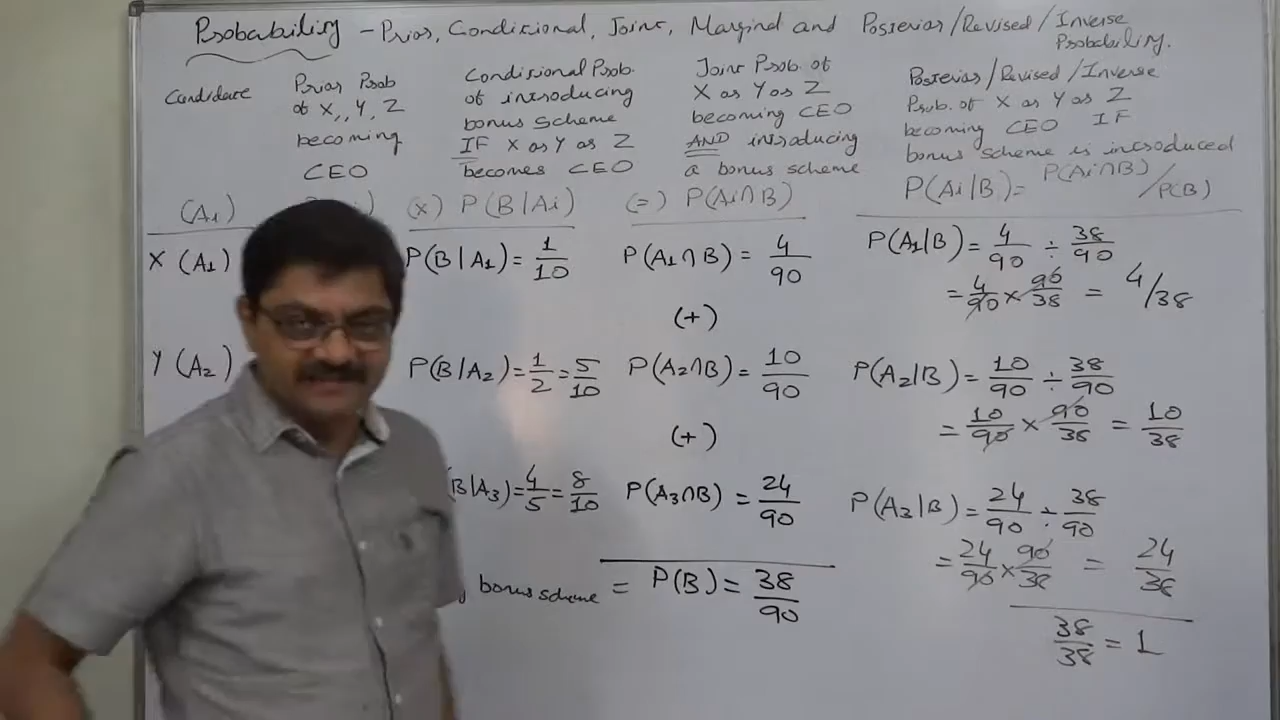 Probability - Prior, Conditional, Joint, Marginal and Posterior/Revised/Inverse
Probability.
Candidate
Prior Prob
of X, Y, Z
becoming
CEO
Conditional Prob.
of introducing
bonus scheme
IF X or Y or Z
becomes CEO
Joint Prob. of
X or Y or Z
becoming CEO
AND introducing
a bonus scheme
Posterior/Revised/Inverse
Prob. of X or Y or Z
becoming CEO IF
bonus scheme is introduced
P(Ai|B) = P(Ai∩B)/P(B)
(Ai)
(×) P(B|Ai)
(=) P(Ai∩B)
X (A1)
P(B|A1) = 1/10
P(A1∩B) = 4/90
P(A1|B) = 4/90 ÷ 38/90
= 4/90 × 90/38 = 4/38
(+)
Y (A2)
P(B|A2) = 1/2 = 5/10
P(A2∩B) = 10/90
P(A2|B) = 10/90 ÷ 38/90
= 10/90 × 90/38 = 10/38
(+)
B|A3) = 4/5 = 8/10
P(A3∩B) = 24/90
P(A3|B) = 24/90 ÷ 38/90
= 24/90 × 90/38 = 24/38
bonus scheme = P(B) = 38/90
38/38 = 1